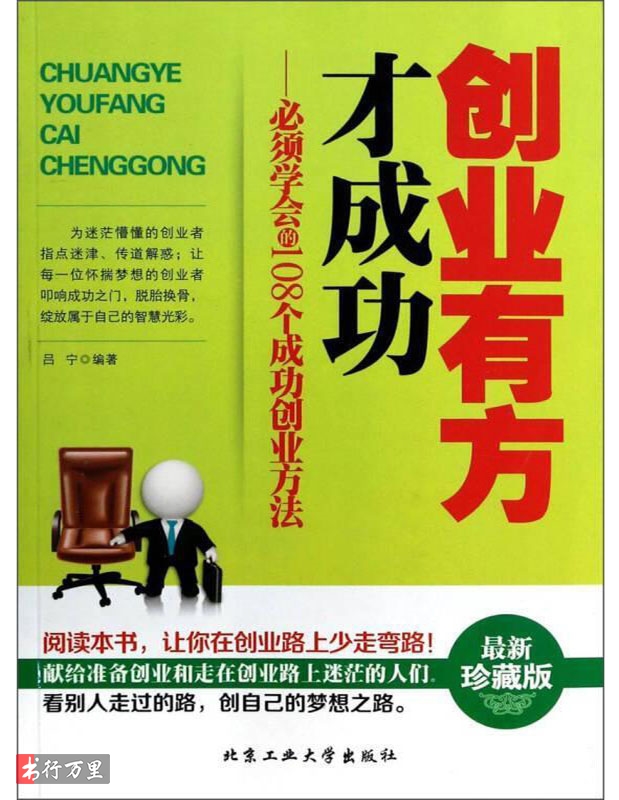 创业有方
才成功
——必须学会的108个成功创业方法
CHUANGYE
YOUFANG
CAI
CHENGGONG
为迷茫懵懂的创业者
指点迷津、传道解惑；让
每一位怀揣梦想的创业者
叩响成功之门，脱胎换骨，
绽放属于自己的智慧光彩。
吕 宁◎编著
阅读本书，让你在创业路上少走弯路！
献给准备创业和走在创业路上迷茫的人们。
看别人走过的路，创自己的梦想之路。
最新
珍藏版
北京工业大学出版社
书行万里